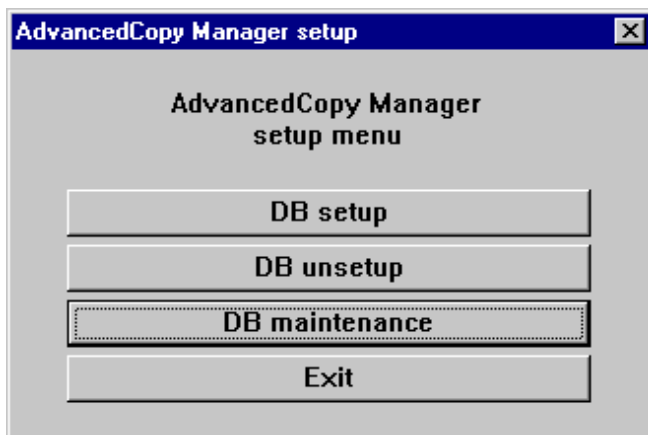 AdvancedCopy Manager setup
AdvancedCopy Manager
setup menu
DB setup
DB unsetup
DB maintenance
Exit